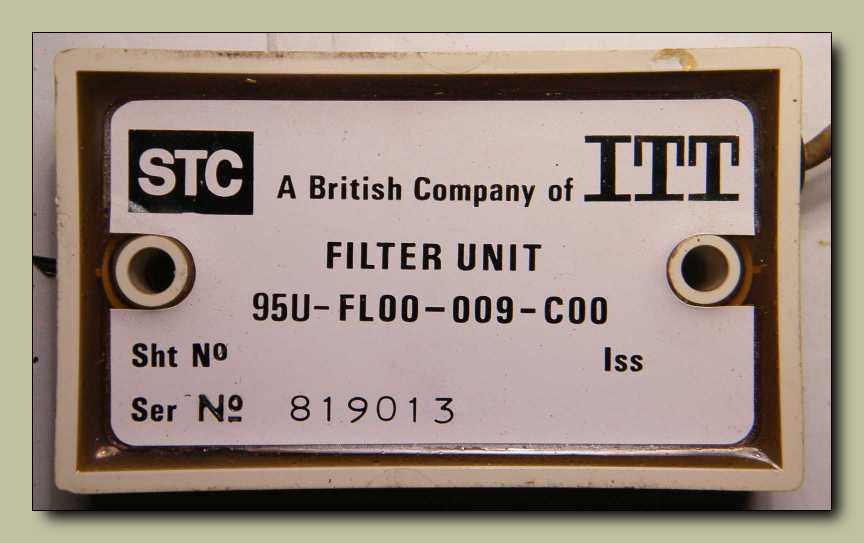 STC A British Company of ITT
FILTER UNIT
95U-FL00-009-C00
Sht Nº Iss
Ser Nº 819013